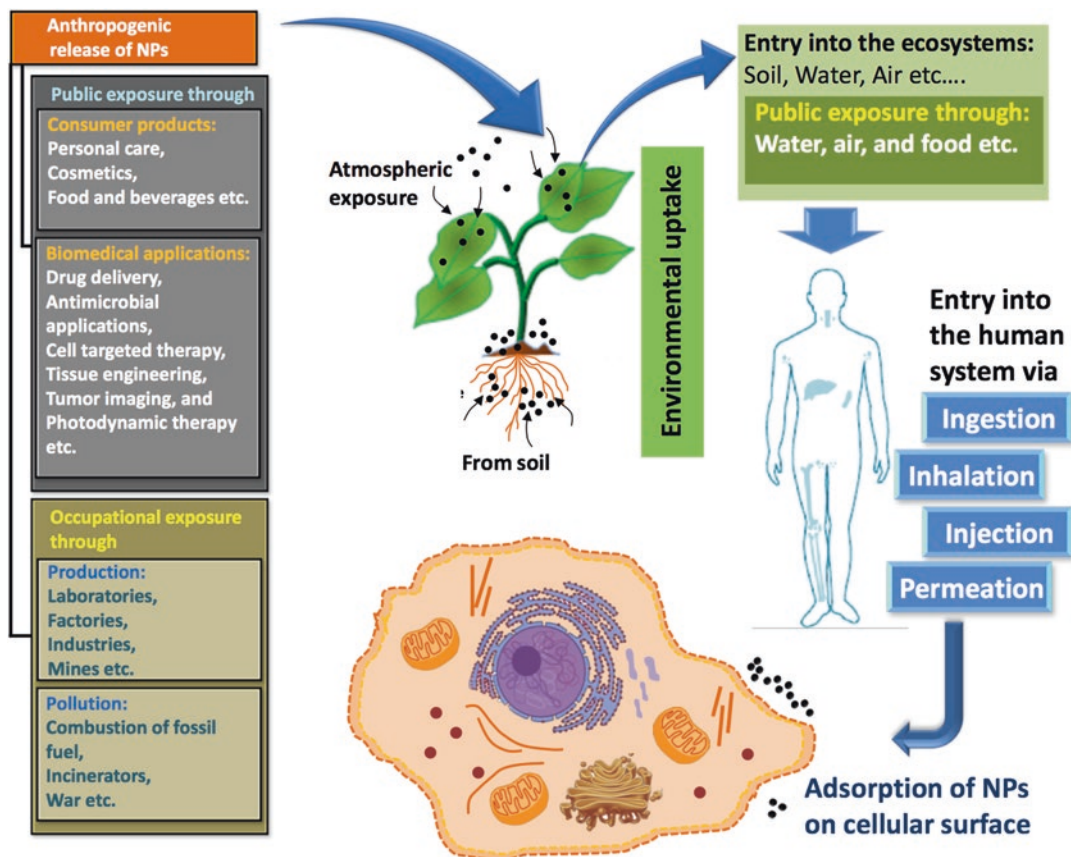 Anthropogenic
release of NPs
Public exposure through
Consumer products:
Personal care,
Cosmetics,
Food and beverages etc.
Biomedical applications:
Drug delivery,
Antimicrobial
applications,
Cell targeted therapy,
Tissue engineering,
Tumor imaging, and
Photodynamic therapy
etc.
Occupational exposure
through
Production:
Laboratories,
Factories,
Industries,
Mines etc.
Pollution:
Combustion of fossil
fuel,
Incinerators,
War etc.
Atmospheric
exposure
From soil
Environmental uptake
Entry into the ecosystems:
Soil, Water, Air etc....
Public exposure through:
Water, air, and food etc.
Entry into
the human
system via
Ingestion
Inhalation
Injection
Permeation
Adsorption of NPs
on cellular surface